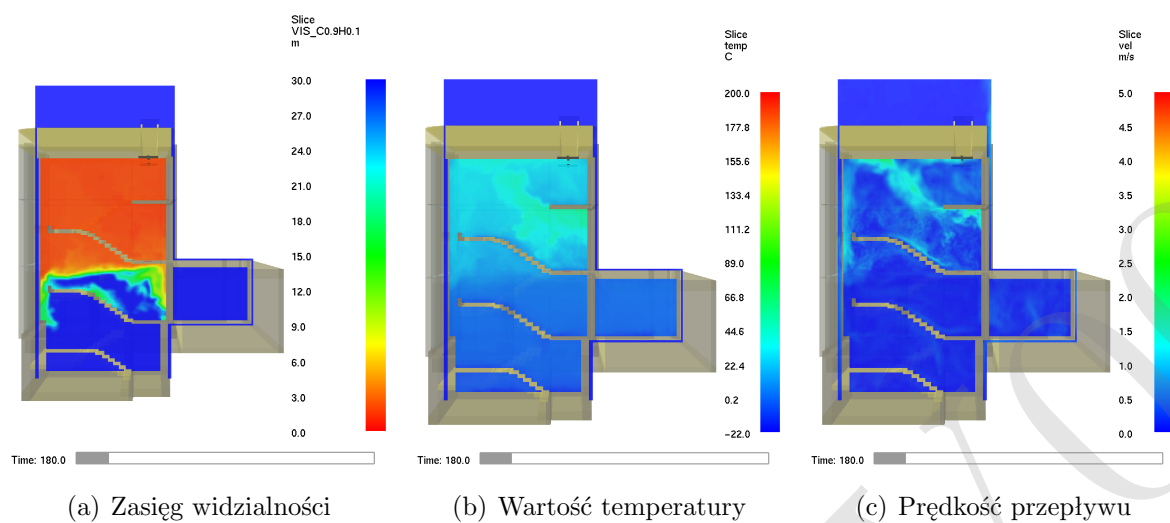 Slice
VIS_C0.9H0.1
m
30.0
27.0
24.0
21.0
18.0
15.0
12.0
9.0
6.0
3.0
0.0
Time: 180.0
(a) Zasięg widzialności
Slice
temp
C
200.0
177.8
155.6
133.4
111.2
89.0
66.8
44.6
22.4
0.2
−22.0
Time: 180.0
(b) Wartość temperatury
Slice
vel
m/s
5.0
4.5
4.0
3.5
3.0
2.5
2.0
1.5
1.0
0.5
0.0
Time: 180.0
(c) Prędkość przepływu